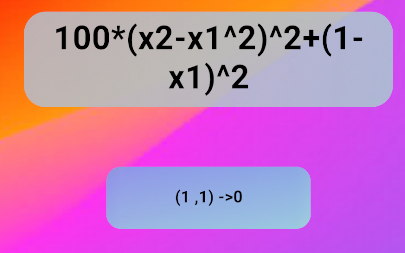 100*(x2-x1^2)^2+(1-
x1)^2
(1 ,1) ->0